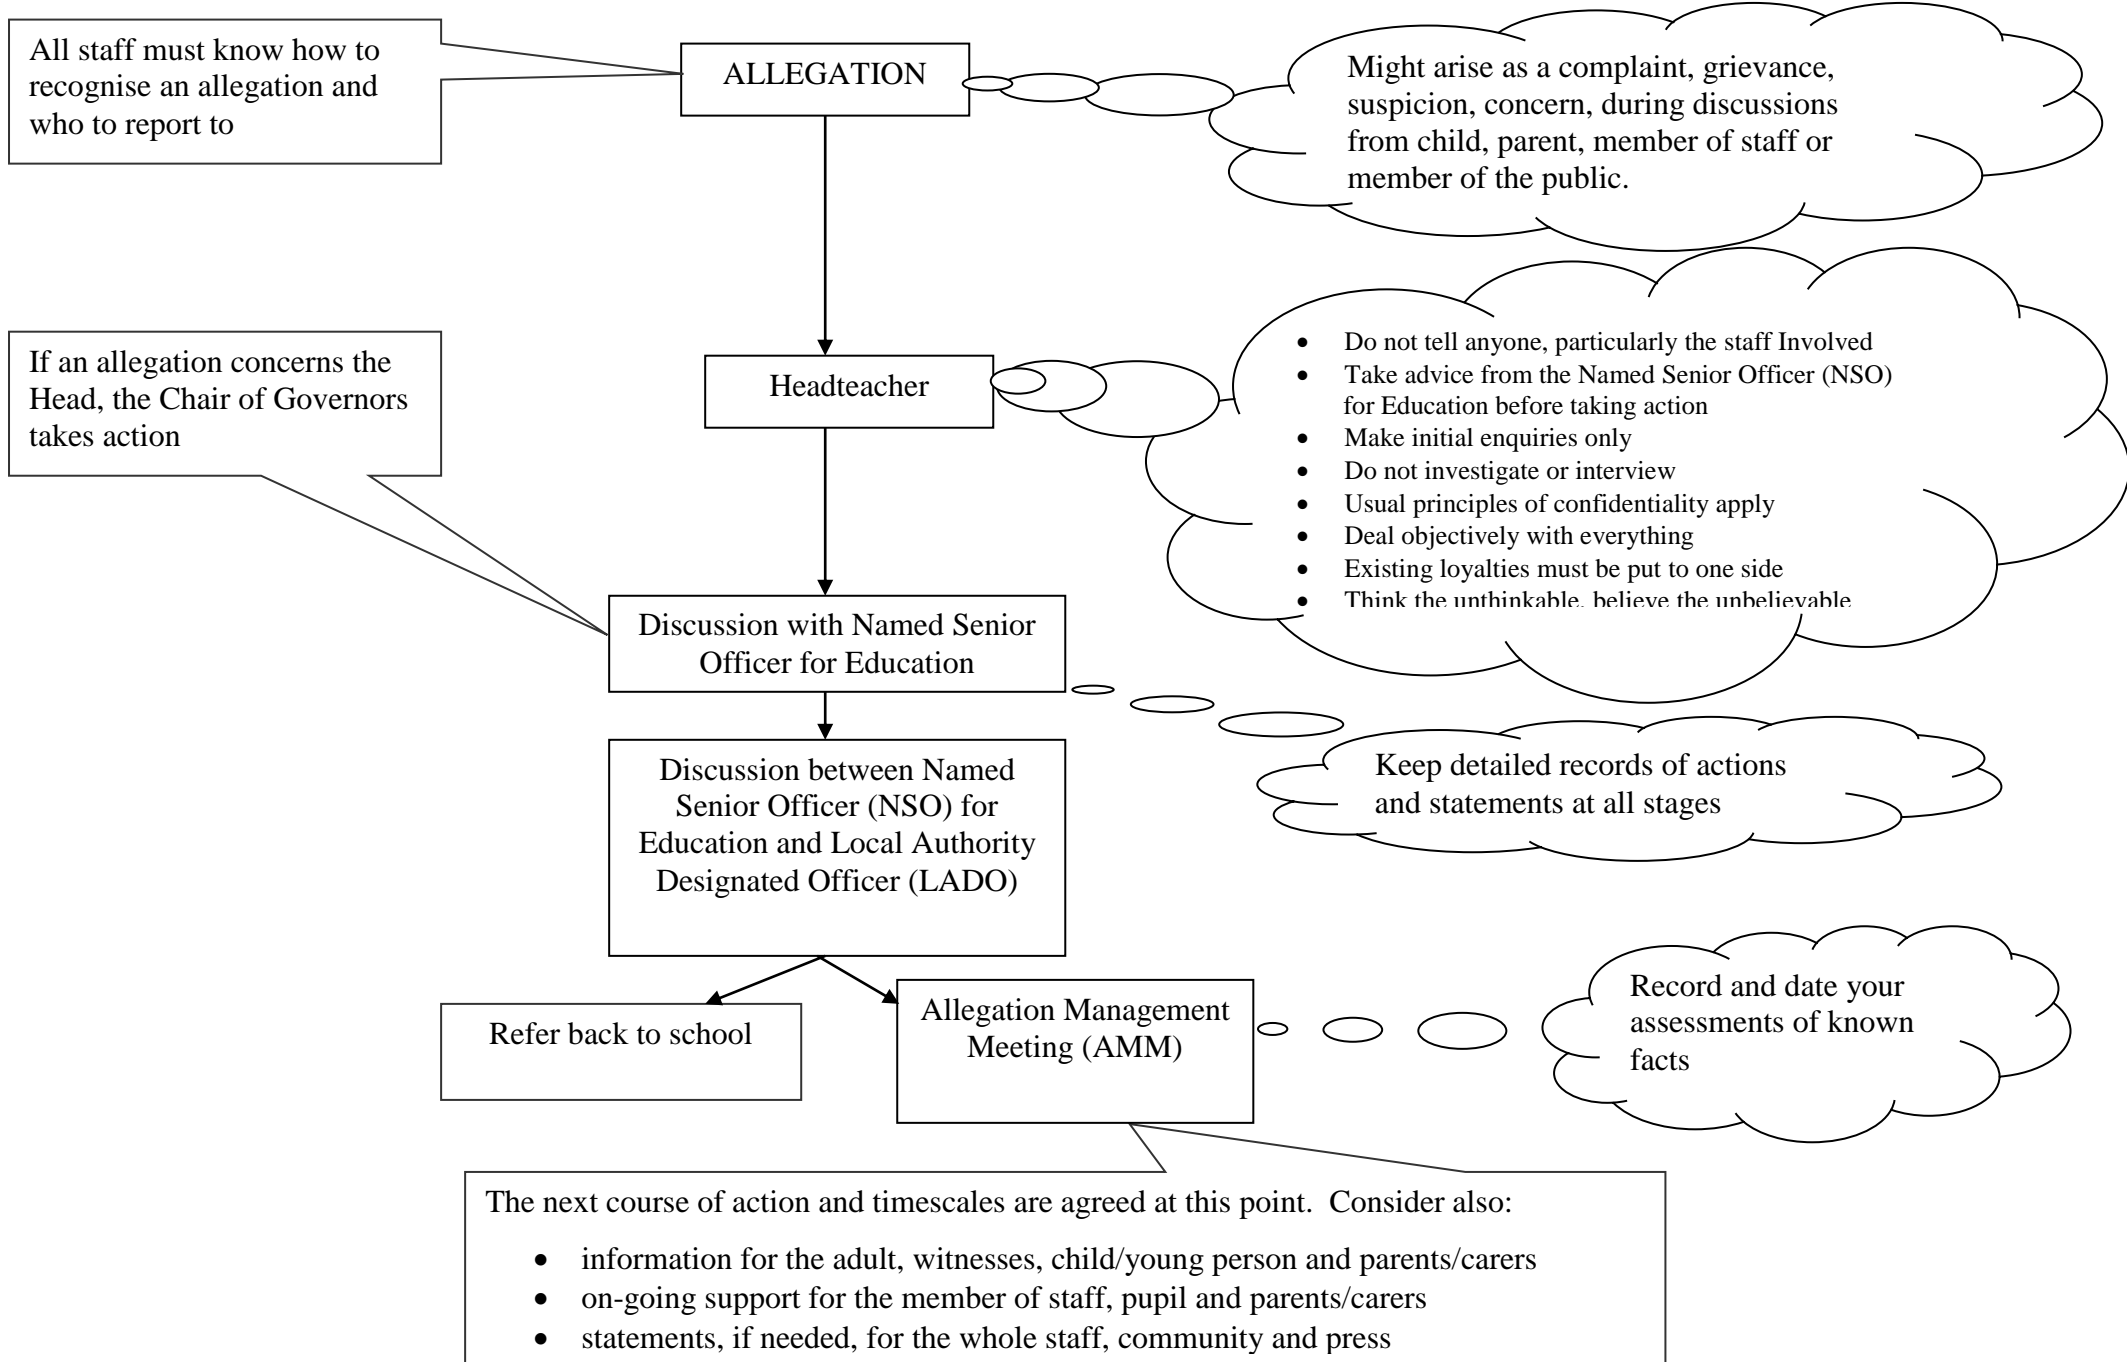 All staff must know how to
recognise an allegation and
who to report to
ALLEGATION
Might arise as a complaint, grievance,
suspicion, concern, during discussions
from child, parent, member of staff or
member of the public.
If an allegation concerns the
Head, the Chair of Governors
takes action
Headteacher
• Do not tell anyone, particularly the staff Involved
• Take advice from the Named Senior Officer (NSO)
for Education before taking action
• Make initial enquiries only
• Do not investigate or interview
• Usual principles of confidentiality apply
• Deal objectively with everything
• Existing loyalties must be put to one side
• Think the unthinkable, believe the unbelievable
Discussion with Named Senior
Officer for Education
Discussion between Named
Senior Officer (NSO) for
Education and Local Authority
Designated Officer (LADO)
Keep detailed records of actions
and statements at all stages
Refer back to school
Allegation Management
Meeting (AMM)
Record and date your
assessments of known
facts
The next course of action and timescales are agreed at this point.  Consider also:
• information for the adult, witnesses, child/young person and parents/carers
• on-going support for the member of staff, pupil and parents/carers
• statements, if needed, for the whole staff, community and press